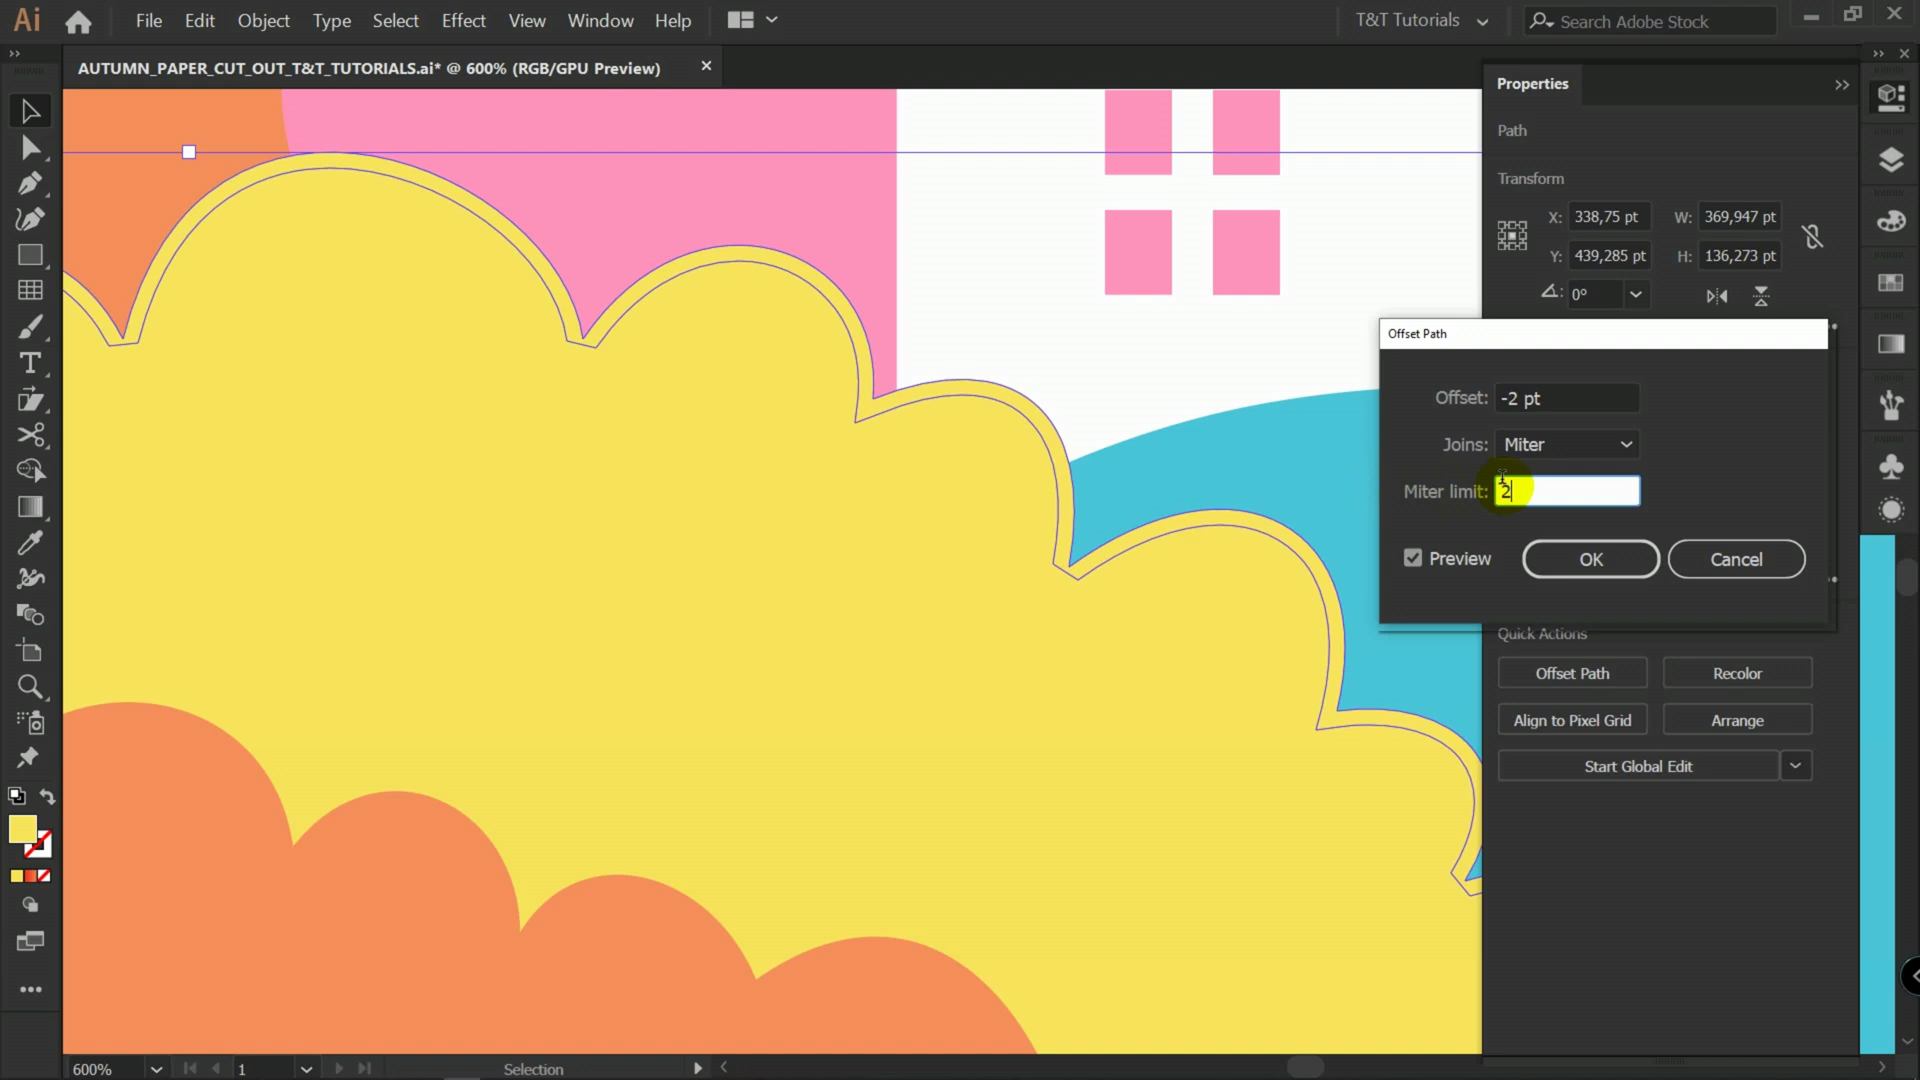 Ai File Edit Object Type Select Effect View Window Help T&T Tutorials Search Adobe Stock
AUTUMN_PAPER_CUT_OUT_T&T_TUTORIALS.ai* @ 600% (RGB/GPU Preview)
Properties
Path
Transform
X: 338,75 pt W: 369,947 pt
Y: 439,285 pt H: 136,273 pt
0°
Offset Path
Offset: -2 pt
Joins: Miter
Miter limit: 2
Preview OK Cancel
Quick Actions
Offset Path Recolor
Align to Pixel Grid Arrange
Start Global Edit
600% 1 Selection